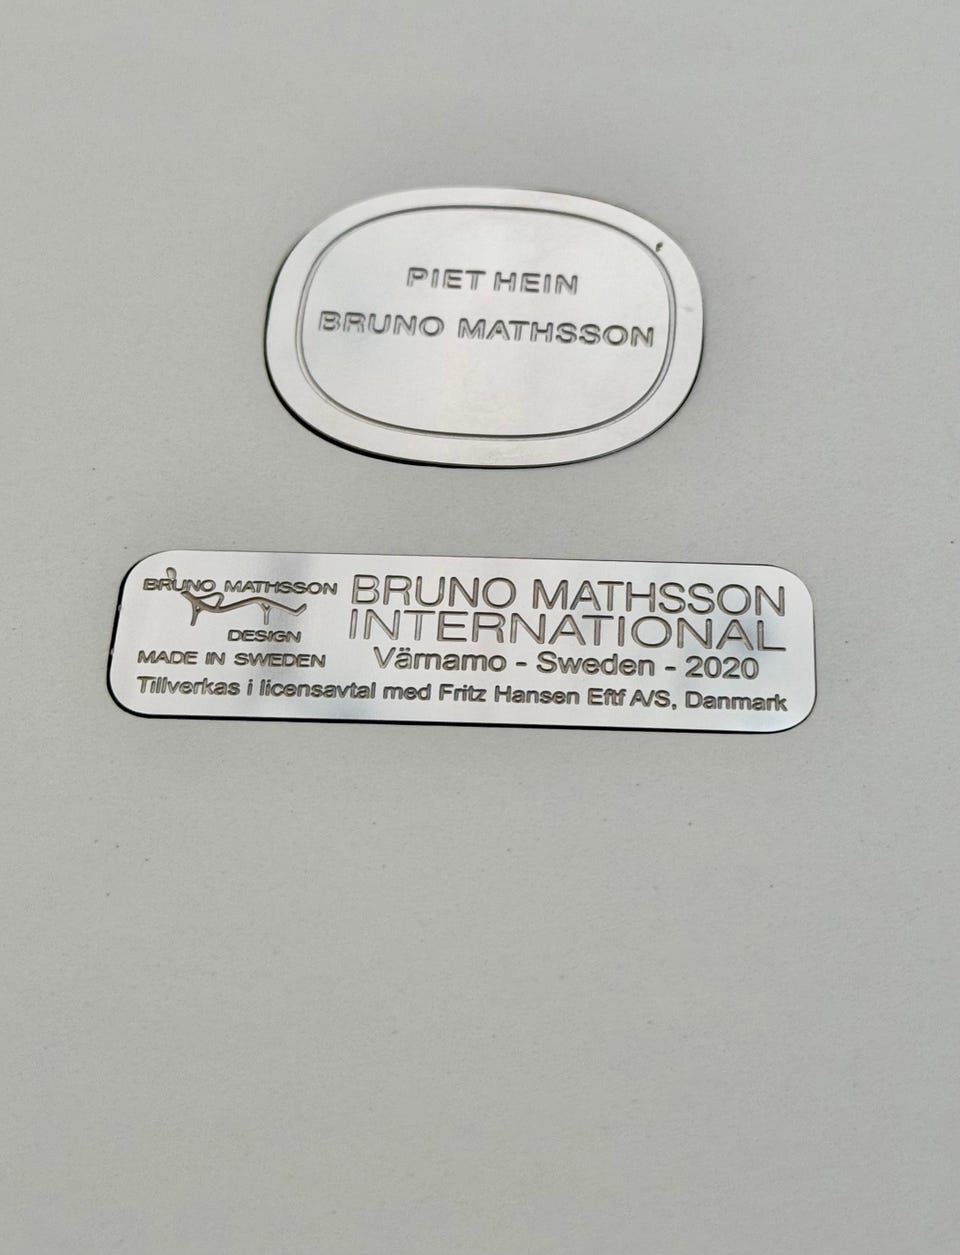 PIET HEIN
BRUNO MATHSSON
BRUNO MATHSSON
DESIGN
MADE IN SWEDEN
BRUNO MATHSSON
INTERNATIONAL
Värnamo - Sweden - 2020
Tillverkas i licensavtal med Fritz Hansen Eftf A/S, Danmark